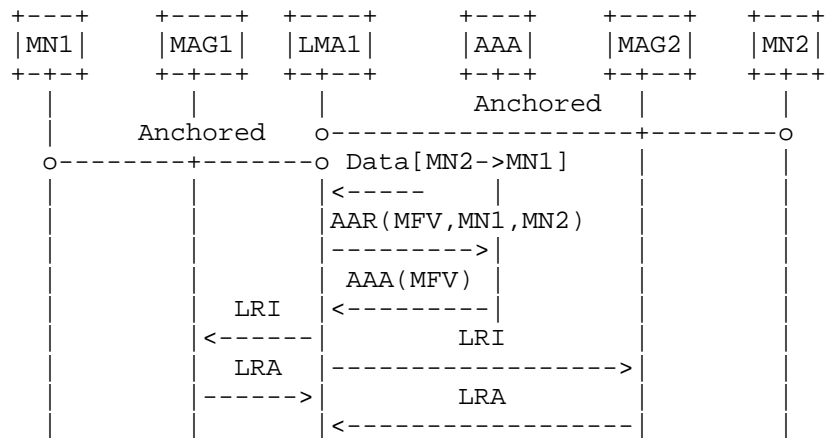 MN1 MAG1 LMA1 AAA MAG2 MN2
Anchored
Anchored
Data[MN2->MN1]
AAR(MFV,MN1,MN2)
AAA(MFV)
LRI
LRI
LRA
LRA